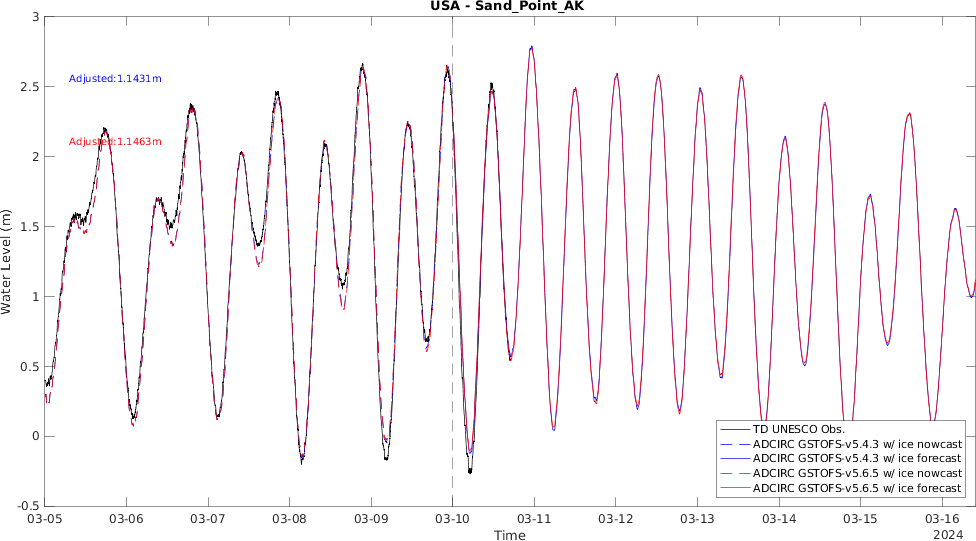 USA - Sand_Point_AK
Adjusted:1.1431m
Adjusted:1.1463m
Water Level (m)
3
2.5
2
1.5
1
0.5
0
-0.5
TD UNESCO Obs.
ADCIRC GSTOFS-v5.4.3 w/ ice nowcast
ADCIRC GSTOFS-v5.4.3 w/ ice forecast
ADCIRC GSTOFS-v5.6.5 w/ ice nowcast
ADCIRC GSTOFS-v5.6.5 w/ ice forecast
03-05 03-06 03-07 03-08 03-09 03-10 03-11 03-12 03-13 03-14 03-15 03-16
Time
2024